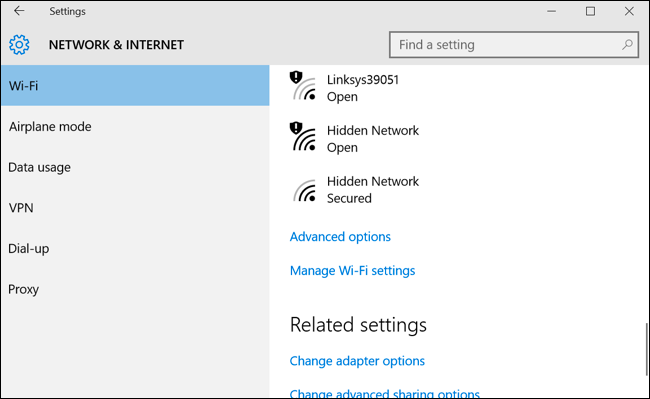 Settings
NETWORK & INTERNET
Find a setting
Wi-Fi
Airplane mode
Data usage
VPN
Dial-up
Proxy
Linksys39051
Open
Hidden Network
Open
Hidden Network
Secured
Advanced options
Manage Wi-Fi settings
Related settings
Change adapter options
Change advanced sharing options